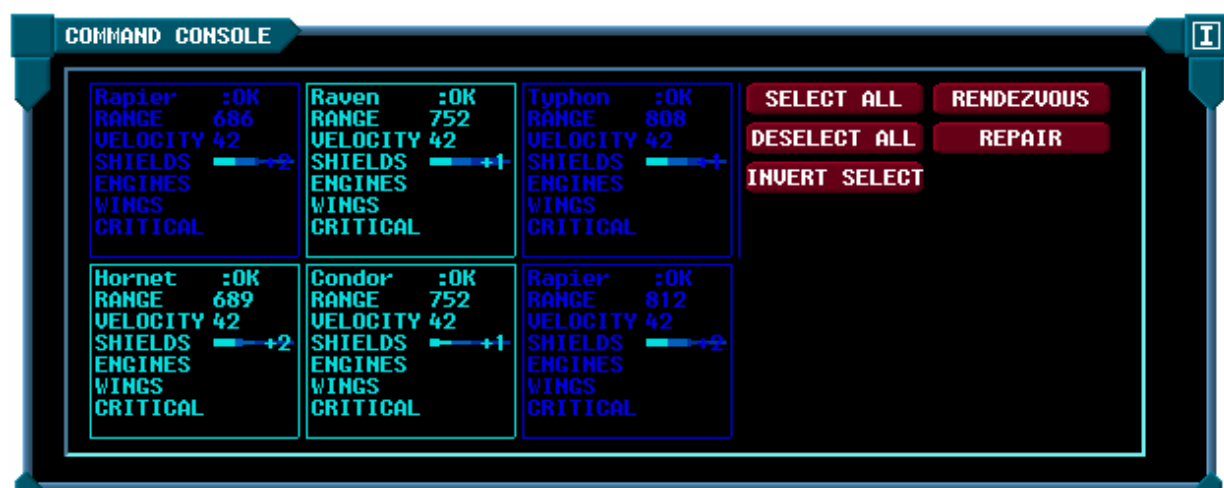 COMMAND CONSOLE
I
Rapier :OK
RANGE 686
VELOCITY 42
SHIELDS +2
ENGINES
WINGS
CRITICAL
Raven :OK
RANGE 752
VELOCITY 42
SHIELDS +1
ENGINES
WINGS
CRITICAL
Typhon :OK
RANGE 808
VELOCITY 42
SHIELDS +1
ENGINES
WINGS
CRITICAL
SELECT ALL
RENDEZVOUS
DESELECT ALL
REPAIR
INVERT SELECT
Hornet :OK
RANGE 689
VELOCITY 42
SHIELDS +2
ENGINES
WINGS
CRITICAL
Condor :OK
RANGE 752
VELOCITY 42
SHIELDS +1
ENGINES
WINGS
CRITICAL
Rapier :OK
RANGE 812
VELOCITY 42
SHIELDS +2
ENGINES
WINGS
CRITICAL